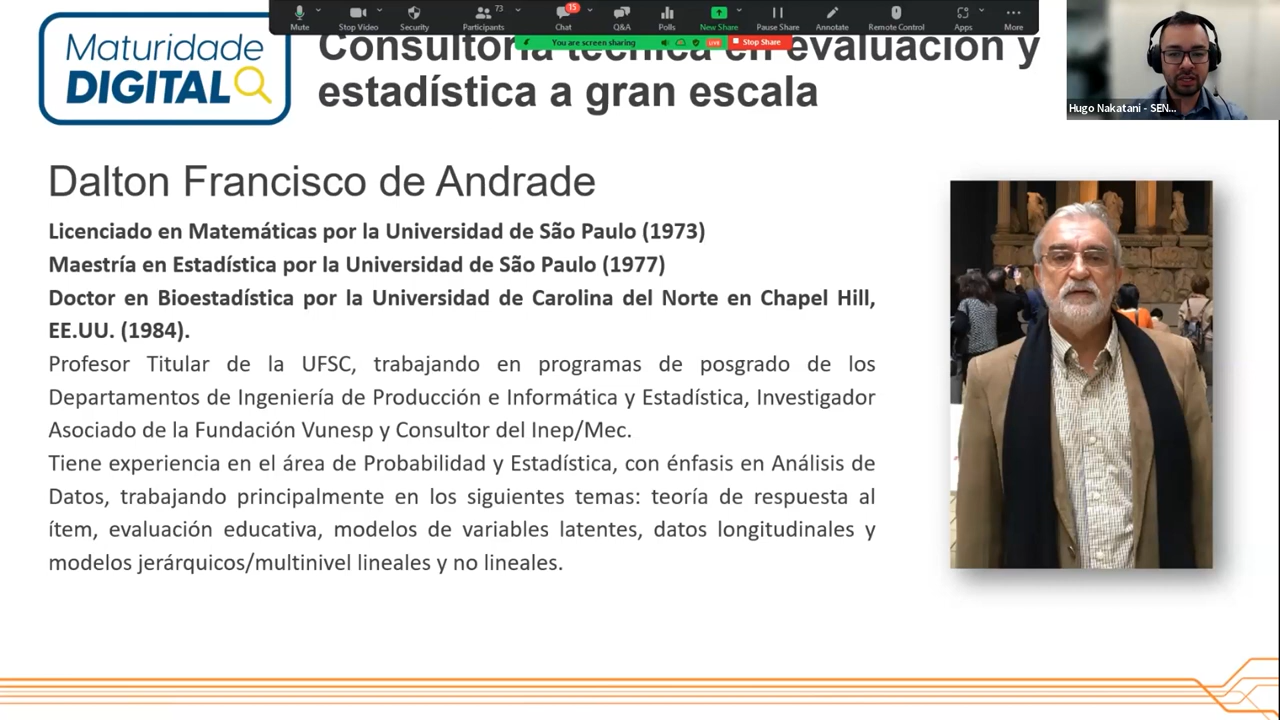 Mute
Stop Video
Security
Participants
73
Chat
15
Q&A
Polls
New Share
Pause Share
Annotate
Remote Control
Apps
More
You are screen sharing
LIVE
Stop Share
Hugo Nakatani - SEN...
Maturidade
DIGITAL
Consultoría técnica en evaluación y
estadística a gran escala
Dalton Francisco de Andrade
Licenciado en Matemáticas por la Universidad de São Paulo (1973)
Maestría en Estadística por la Universidad de São Paulo (1977)
Doctor en Bioestadística por la Universidad de Carolina del Norte en Chapel Hill,
EE.UU. (1984).
Profesor Titular de la UFSC, trabajando en programas de posgrado de los
Departamentos de Ingeniería de Producción e Informática y Estadística, Investigador
Asociado de la Fundación Vunesp y Consultor del Inep/Mec.
Tiene experiencia en el área de Probabilidad y Estadística, con énfasis en Análisis de
Datos, trabajando principalmente en los siguientes temas: teoría de respuesta al
ítem, evaluación educativa, modelos de variables latentes, datos longitudinales y
modelos jerárquicos/multinivel lineales y no lineales.